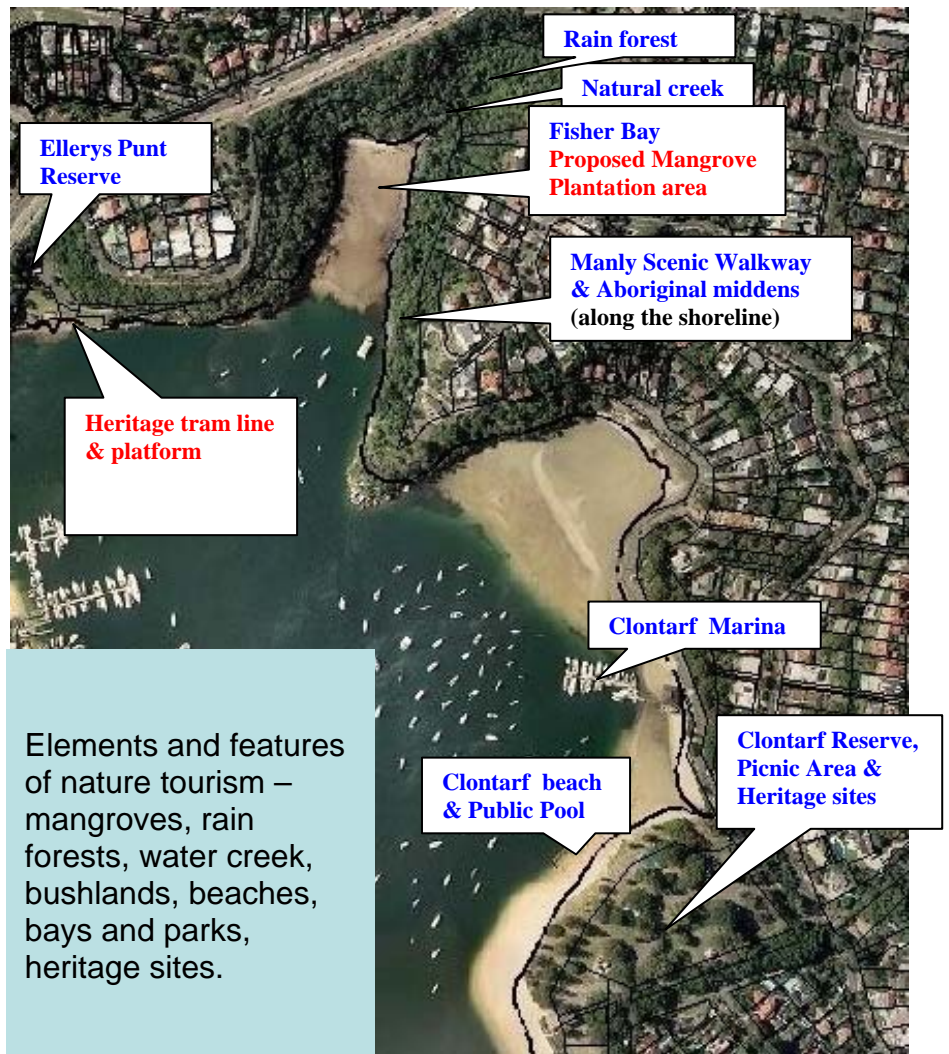 Rain forest
Natural creek
Fisher Bay
Proposed Mangrove
Plantation area
Ellerys Punt
Reserve
Manly Scenic Walkway
& Aboriginal middens
(along the shoreline)
Heritage tram line
& platform
Clontarf Marina
Clontarf Reserve,
Picnic Area &
Heritage sites
Clontarf beach
& Public Pool
Elements and features
of nature tourism –
mangroves, rain
forests, water creek,
bushlands, beaches,
bays and parks,
heritage sites.